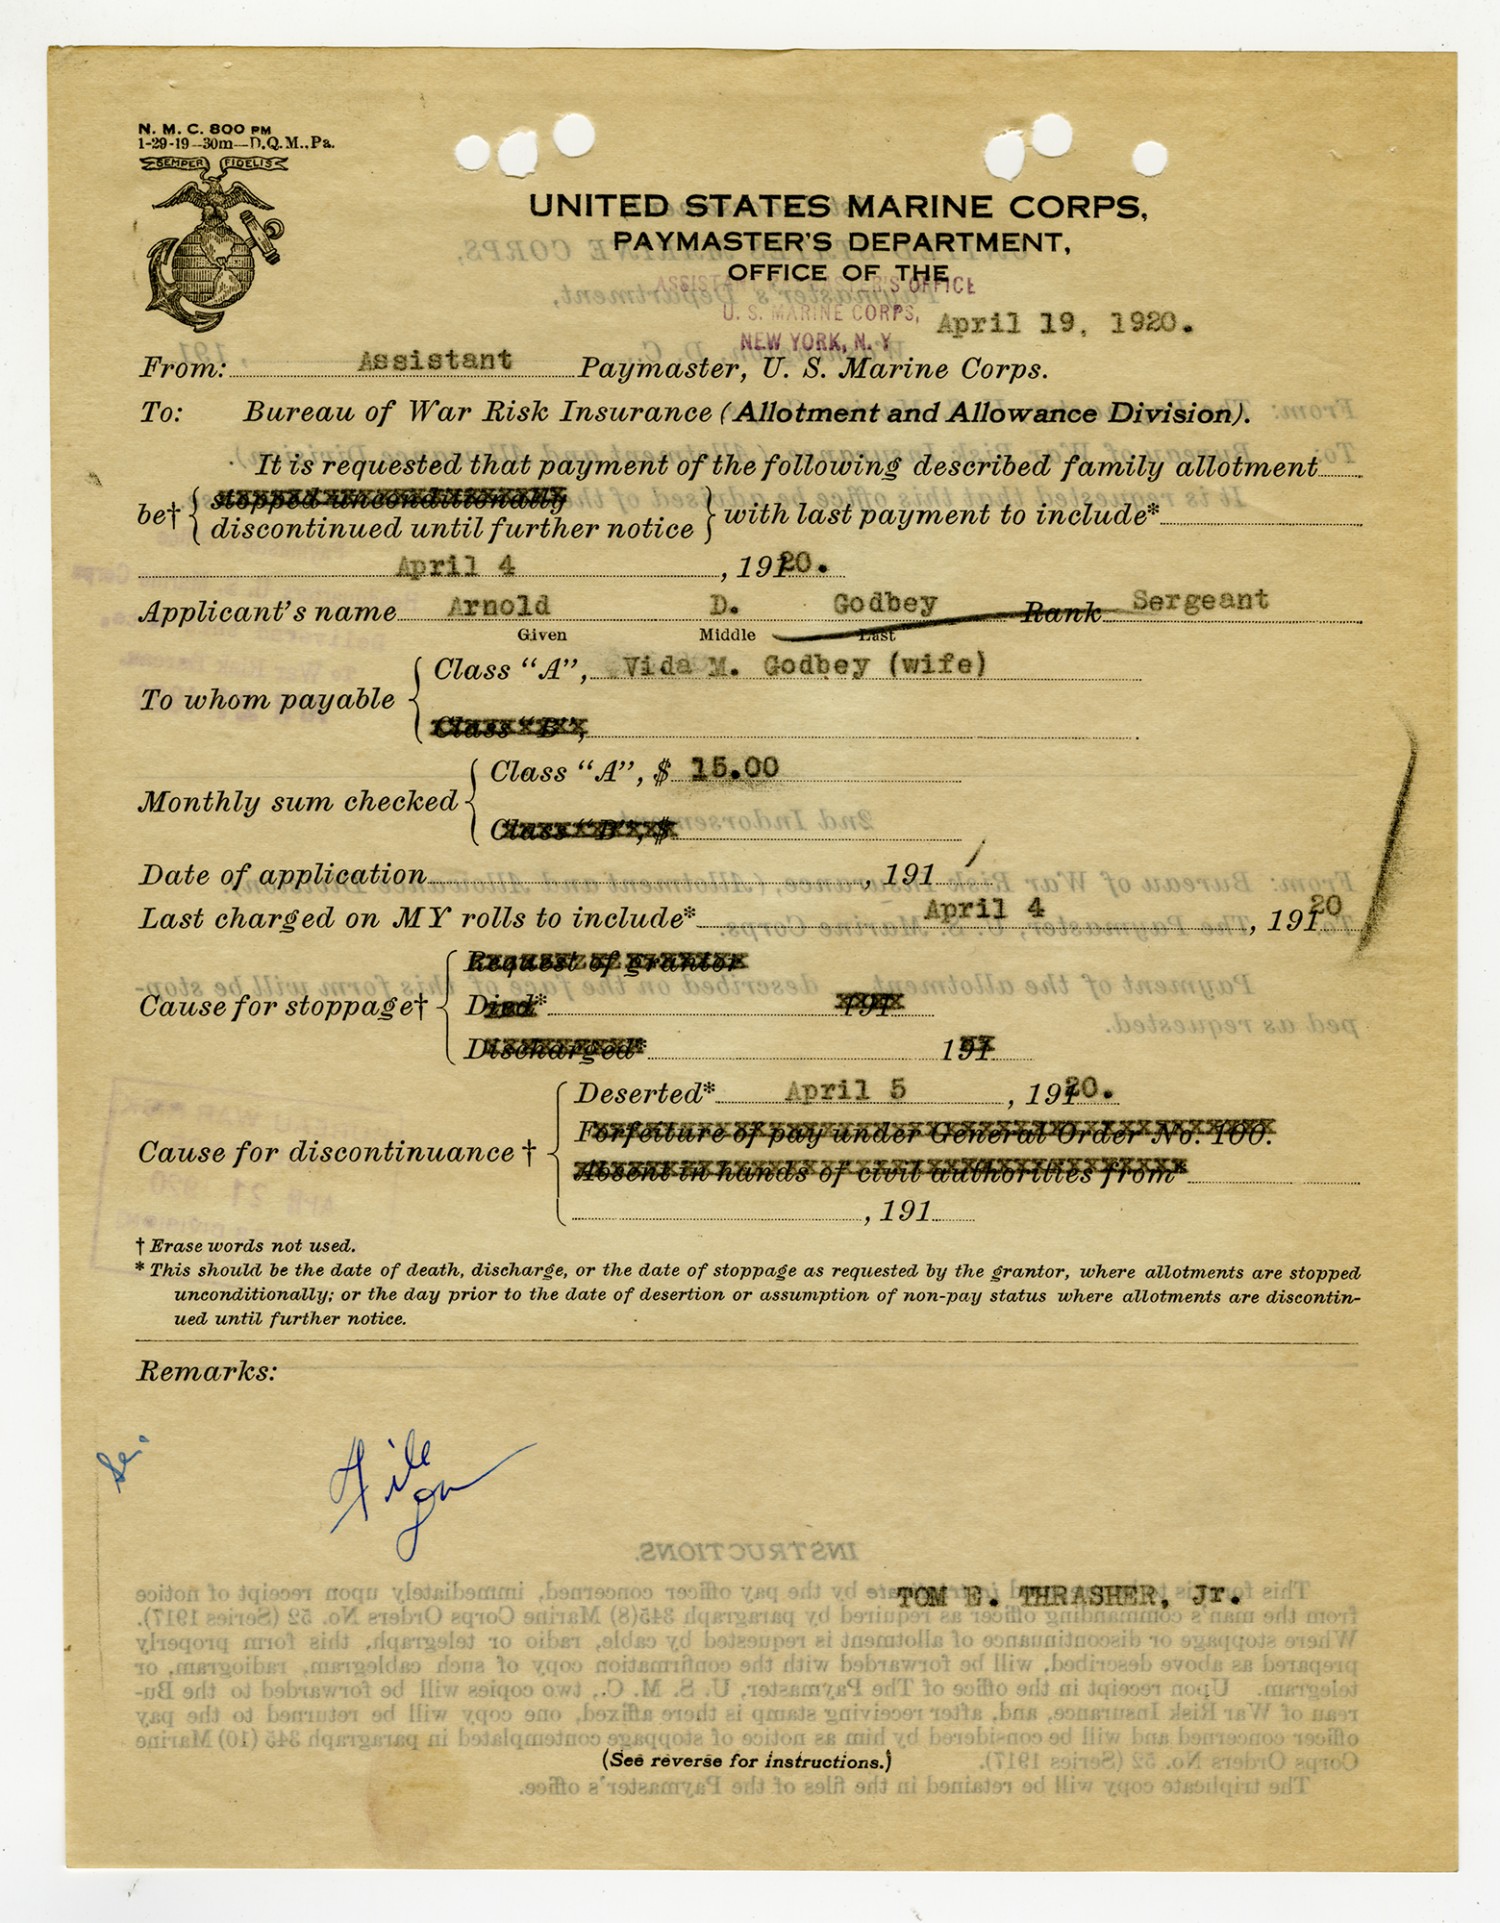 N. M. C. 800 PM
1-29-19—30m—D.Q.M., Pa.
SEMPER FIDELIS
UNITED STATES MARINE CORPS,
PAYMASTER'S DEPARTMENT,
OFFICE OF THE
ASSISTANT PAYMASTER'S OFFICE
U. S. MARINE CORPS,
NEW YORK, N. Y.
April 19, 1920.
From: Assistant Paymaster, U. S. Marine Corps.
To: Bureau of War Risk Insurance (Allotment and Allowance Division).
It is requested that payment of the following described family allotment
be† { stopped unconditionally
discontinued until further notice } with last payment to include*
April 4, 1920.
Applicant's name Arnold D. Godbey Rank Sergeant
Given Middle Last
To whom payable { Class "A", Vida M. Godbey (wife)
Class "B",
Monthly sum checked { Class "A", $ 15.00
Class "B", $
Date of application , 191
Last charged on MY rolls to include* April 4, 19120
Cause for stoppage† { Request of grantor
Died* 191
Discharged* 191
Cause for discontinuance † { Deserted* April 5, 1920.
Forfeiture of pay under General Order No. 100.
Absent in hands of civil authorities from*
, 191
† Erase words not used.
* This should be the date of death, discharge, or the date of stoppage as requested by the grantor, where allotments are stopped
unconditionally; or the day prior to the date of desertion or assumption of non-pay status where allotments are discontin-
ued until further notice.
Remarks:
File
TOM E. THRASHER, Jr.
(See reverse for instructions.)